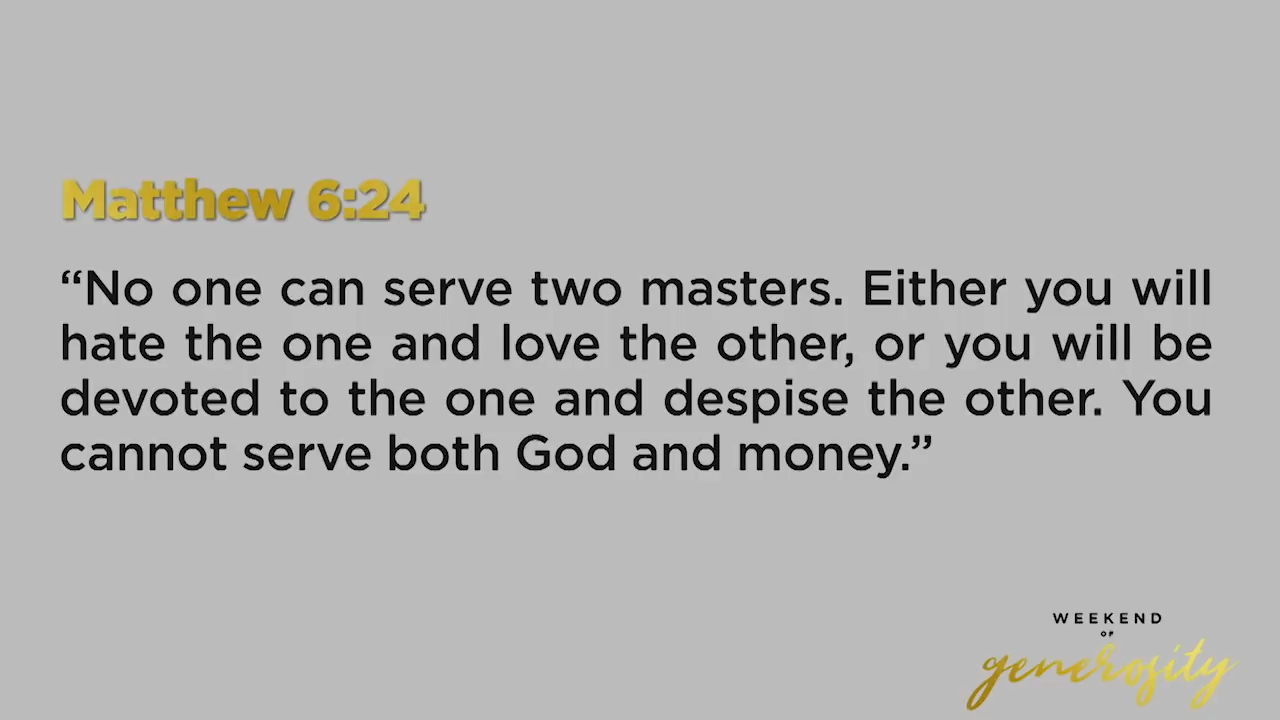 Matthew 6:24
“No one can serve two masters. Either you will
hate the one and love the other, or you will be
devoted to the one and despise the other. You
cannot serve both God and money.”
WEEKEND
OF
generosity